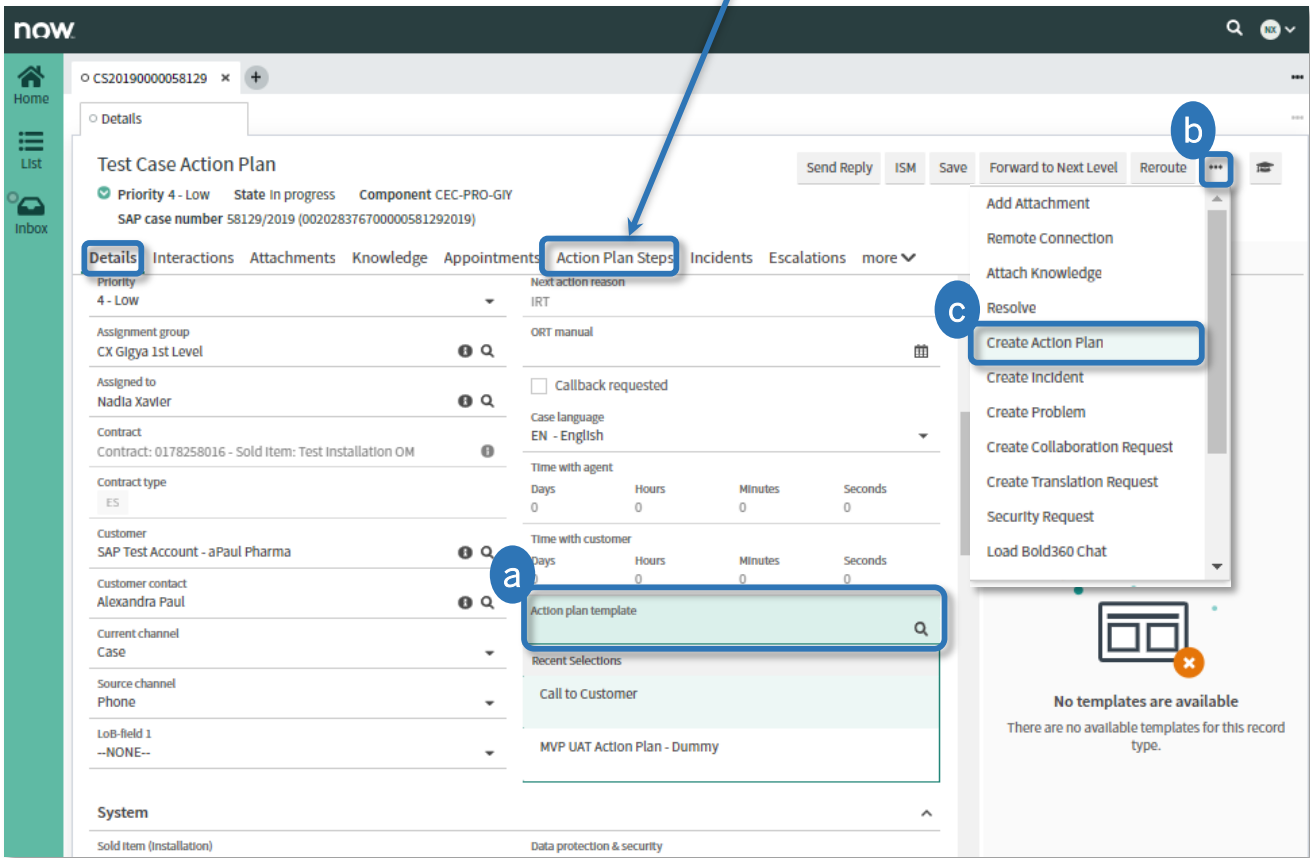 now.
NX
CS20190000058129 × +
Home
Details
b
List
Test Case Action Plan
Send Reply ISM Save Forward to Next Level Reroute
Priority 4 - Low State In progress Component CEC-PRO-GIY
SAP case number 58129/2019 (002028376700000581292019)
Inbox
Details Interactions Attachments Knowledge Appointments Action Plan Steps Incidents Escalations more
Add Attachment
Remote Connection
Attach Knowledge
c
Resolve
Create Action Plan
Create Incident
Create Problem
Create Collaboration Request
Create Translation Request
Security Request
Load Bold360 Chat
Priority
4 - Low
Assignment group
CX Gigya 1st Level
Assigned to
Nadia Xavier
Contract
Contract: 0178258016 - Sold Item: Test Installation OM
Contract type
ES
Customer
SAP Test Account - aPaul Pharma
Customer contact
Alexandra Paul
Current channel
Case
Source channel
Phone
LoB-field 1
--NONE--
Next action reason
IRT
ORT manual
Callback requested
Case language
EN - English
Time with agent
Days Hours Minutes Seconds
0 0 0 0
Time with customer
Days Hours Minutes Seconds
0 0 0 0
a
Action plan template
Recent Selections
Call to Customer
MVP UAT Action Plan - Dummy
No templates are available
There are no available templates for this record
type.
System
Sold item (Installation)
Data protection & security